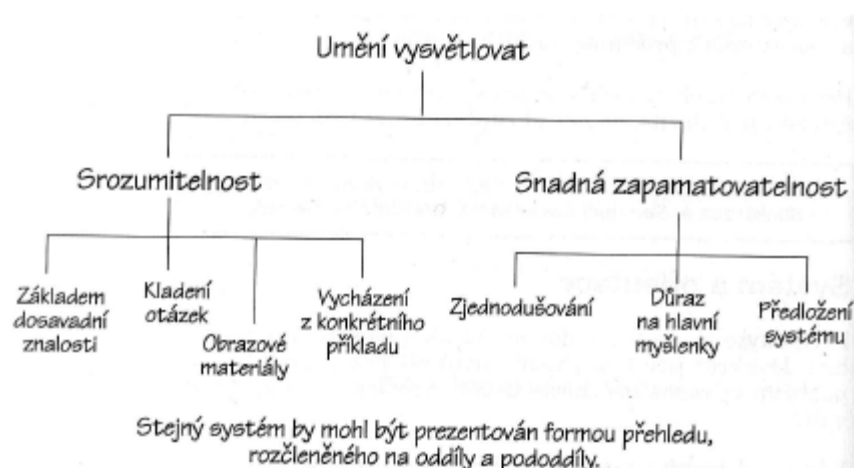 Umění vysvětlovat
Srozumitelnost
Snadná zapamatovatelnost
Základem
dosavadní
znalosti
Kladení
otázek
Obrazové
materiály
Vycházení
z konkrétního
příkladu
Zjednodušování
Důraz
na hlavní
myšlenky
Předložení
systému
Stejný systém by mohl být prezentován formou přehledu,
rozčleněného na oddíly a pododdíly.